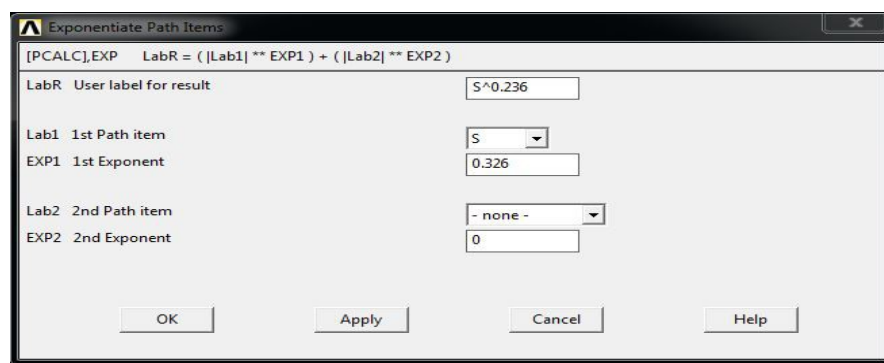 Exponentiate Path Items
[PCALC],EXP LabR = ( |Lab1| ** EXP1 ) + ( |Lab2| ** EXP2 )
LabR User label for result S^0.236
Lab1 1st Path item S
EXP1 1st Exponent 0.326
Lab2 2nd Path item - none -
EXP2 2nd Exponent 0
OK Apply Cancel Help